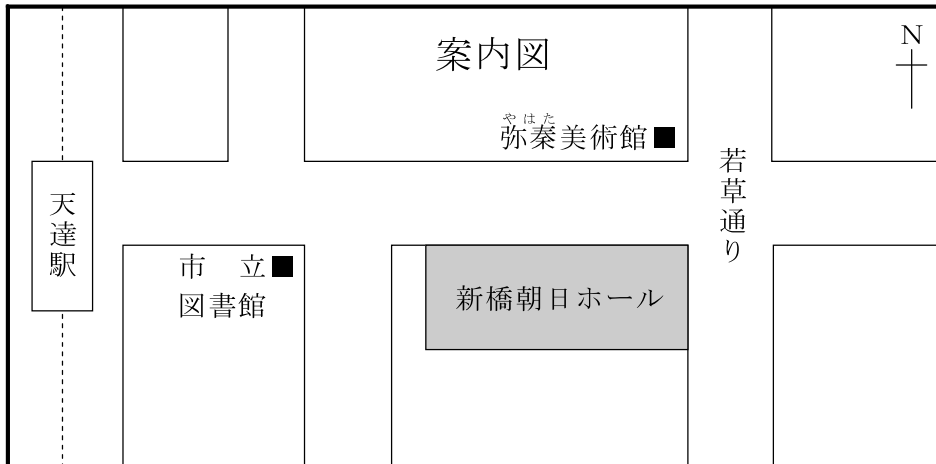 案内図
N
やはた
弥秦美術館
若草通り
天達駅
市 立
図書館
新橋朝日ホール